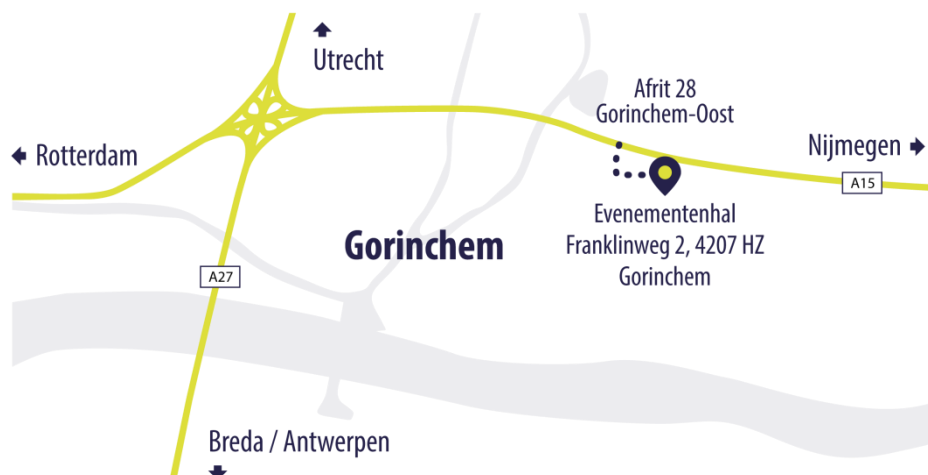 Utrecht
Afrit 28
Gorinchem-Oost
Rotterdam
Nijmegen
A15
Evenementenhal
Franklinweg 2, 4207 HZ
Gorinchem
Gorinchem
A27
Breda / Antwerpen